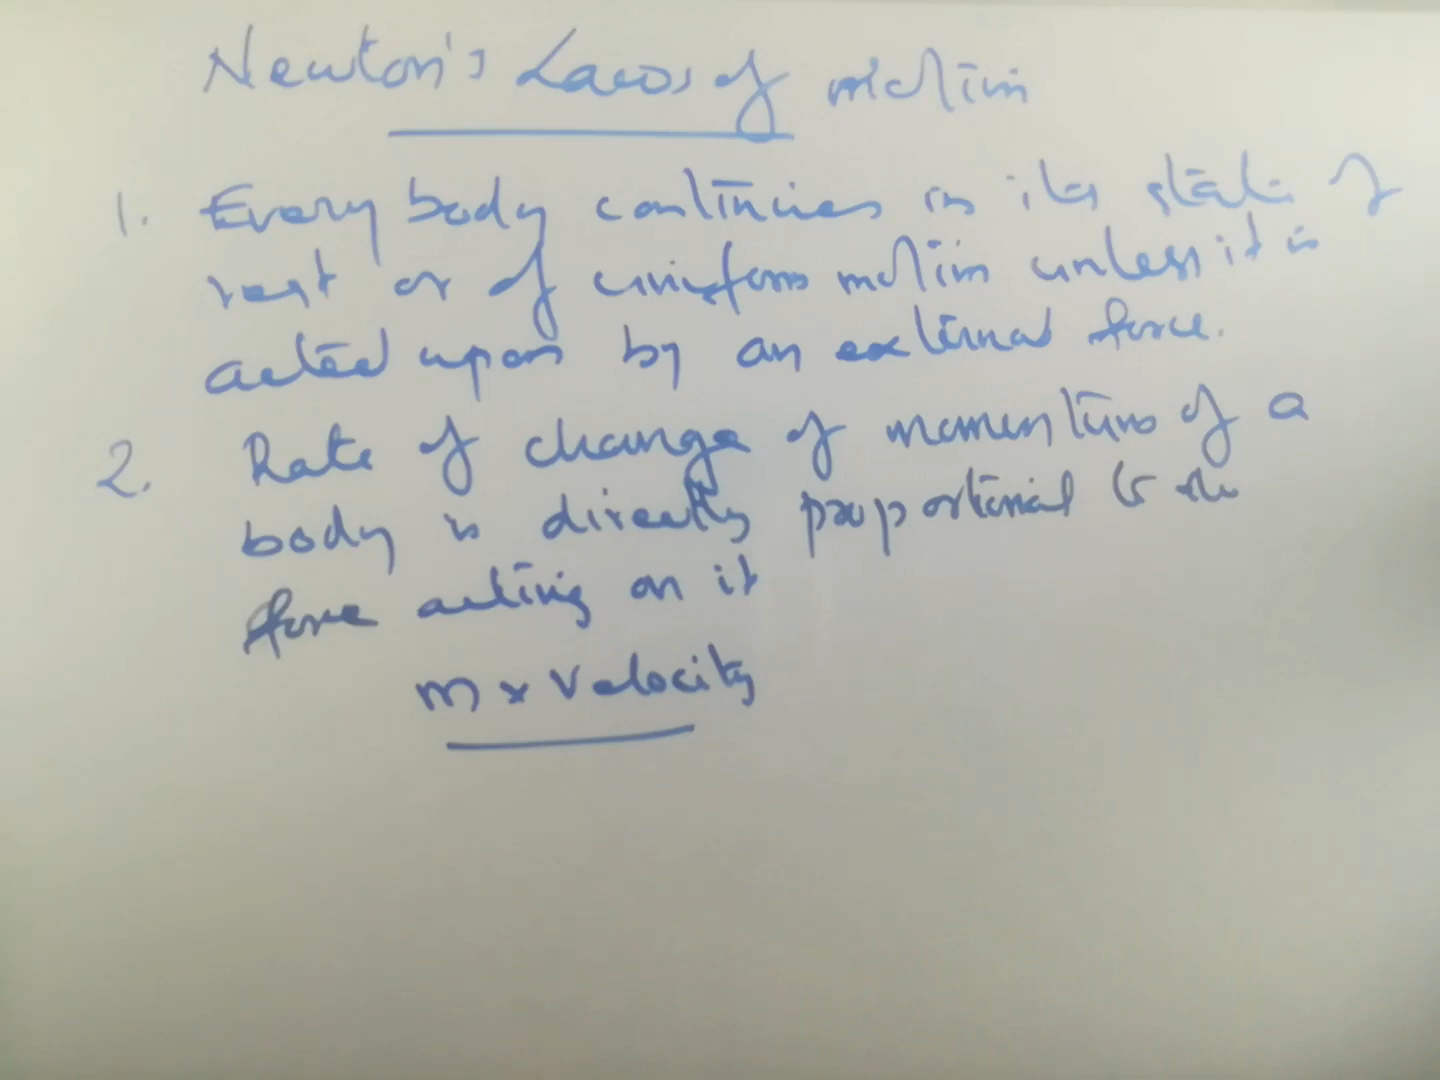 Newton's Laws of motion
1. Every body continues in its state of
rest or of uniform motion unless it is
acted upon by an external force.
2. Rate of change of momentum of a
body is directly proportional to the
force acting on it
m x velocity